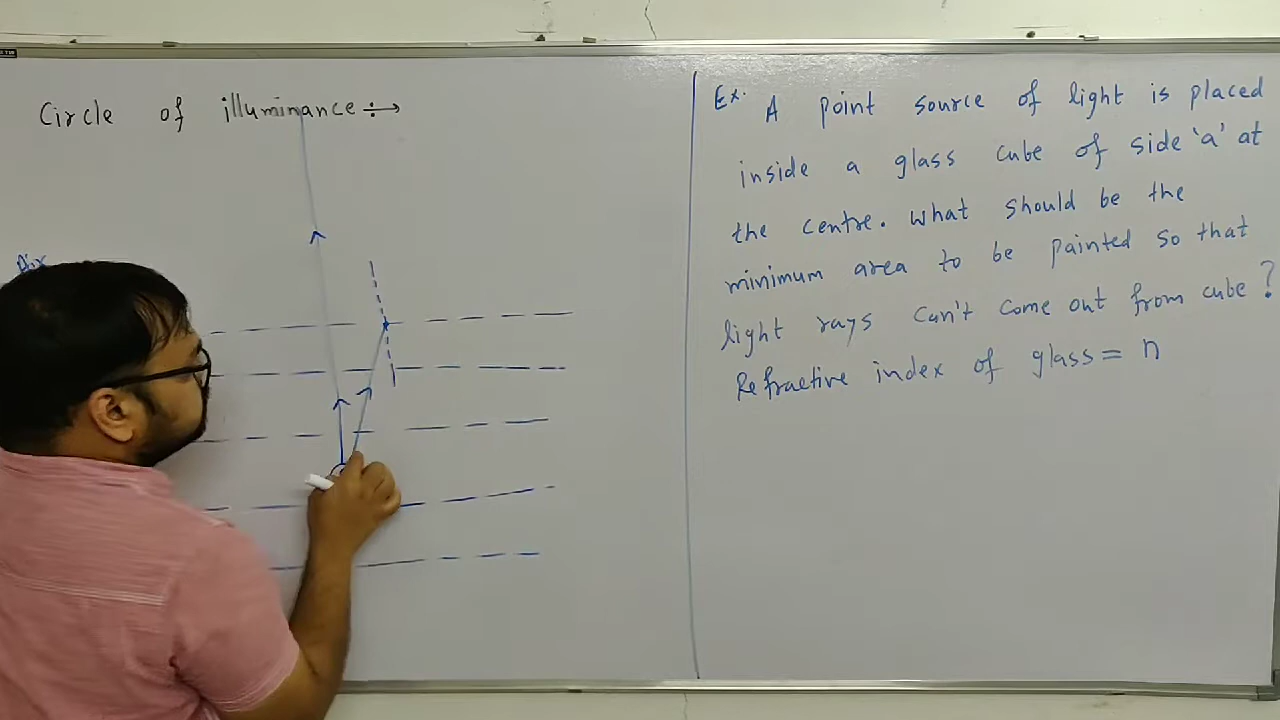 Circle of illuminance ÷→
Ex. A point source of light is placed
inside a glass cube of side 'a' at
the centre. What should be the
minimum area to be painted so that
light rays can't come out from cube?
Refractive index of glass = n